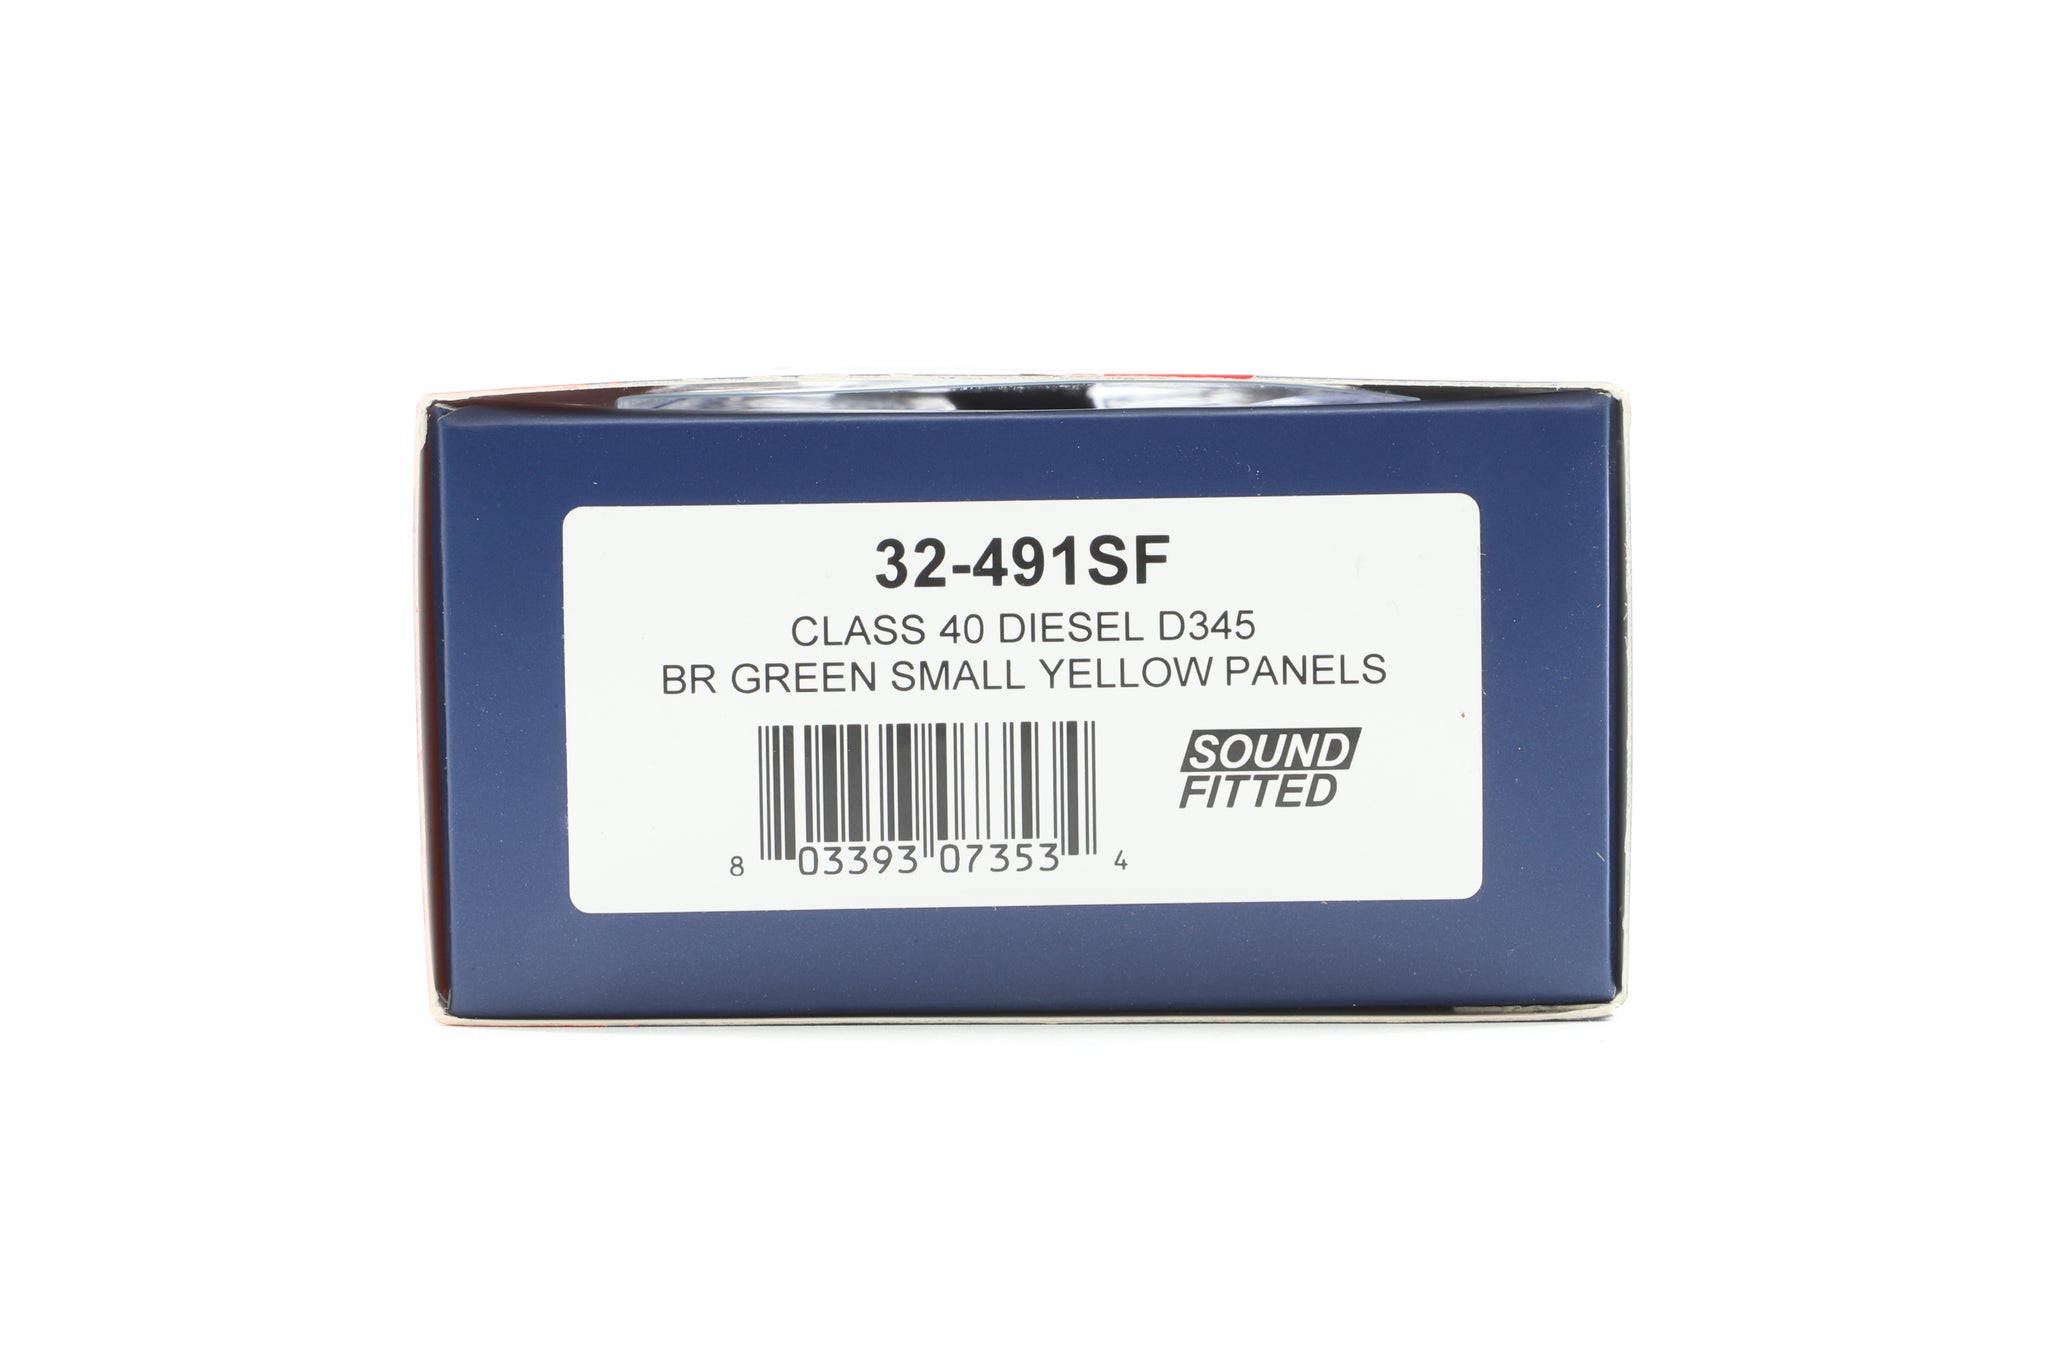 32-491SF
CLASS 40 DIESEL D345
BR GREEN SMALL YELLOW PANELS
SOUND
FITTED
8 03393 07353 4